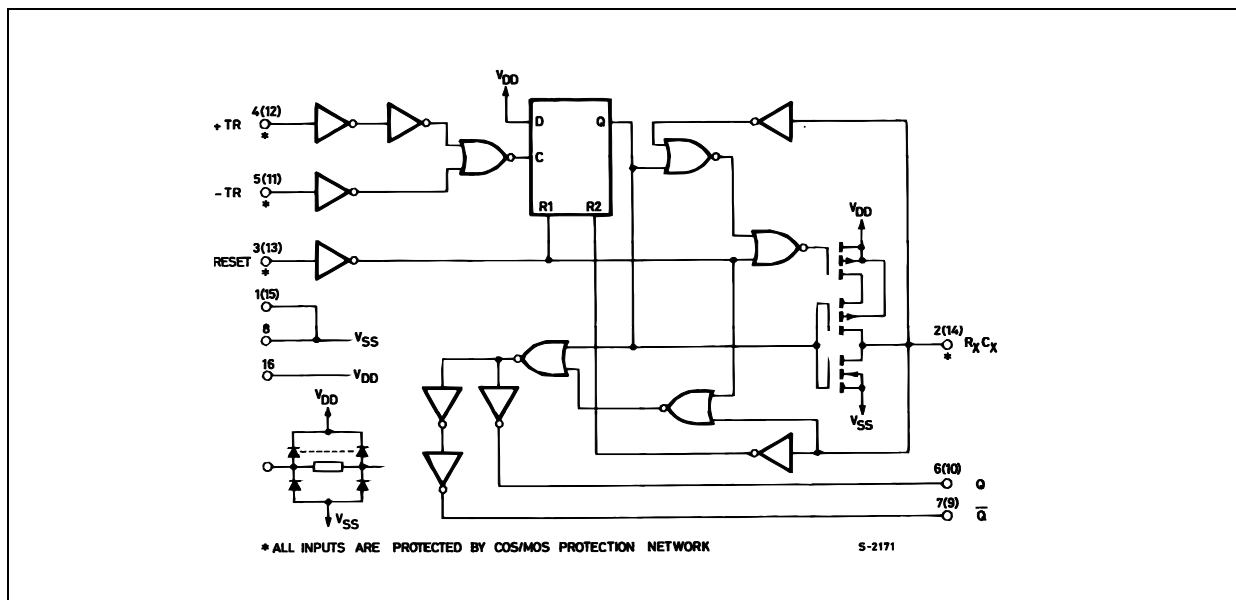 VDD
4(12)
+ TR
*
D
Q
C
5(11)
- TR
*
R1
R2
VDD
3(13)
RESET
*
1(15)
8
VSS
2(14)
RXCX
*
16
VDD
VDD
VSS
6(10)
Q
7(9)
Q̅
VSS
* ALL INPUTS ARE PROTECTED BY COS/MOS PROTECTION NETWORK
S-2171